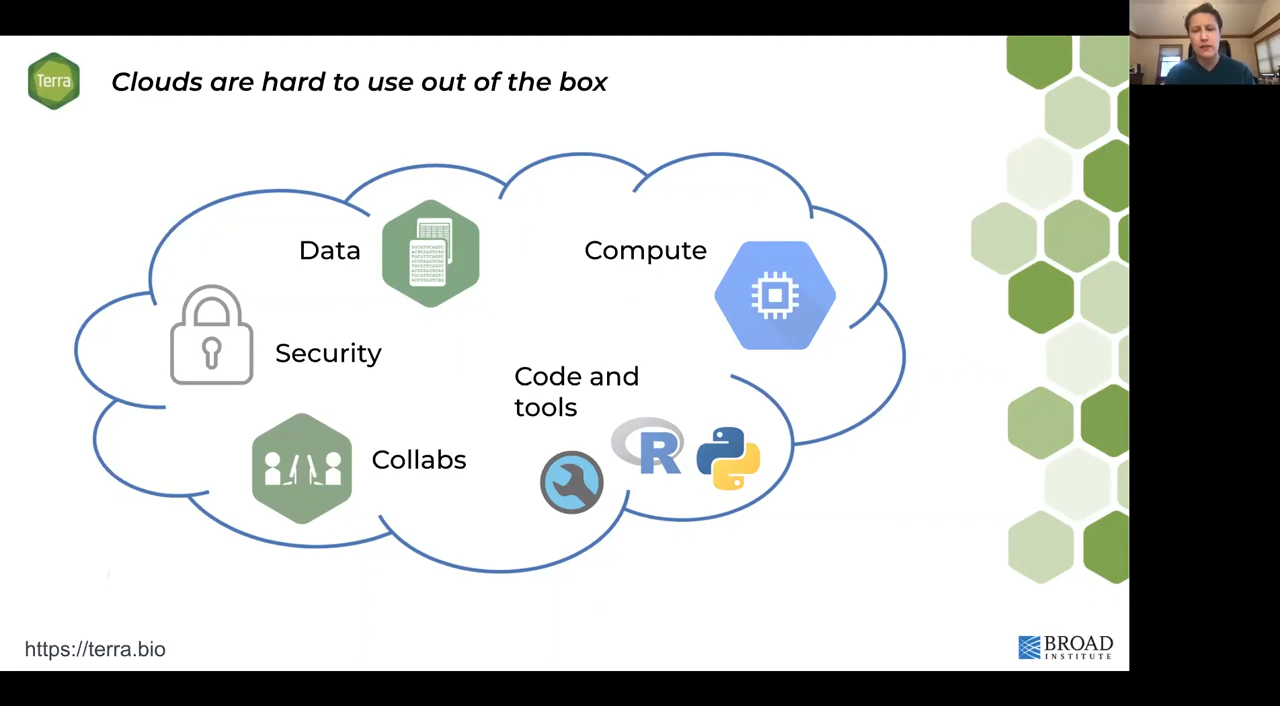 Terra
Clouds are hard to use out of the box
Data
Compute
Security
Code and
tools
R
Collabs
https://terra.bio
BROAD
INSTITUTE